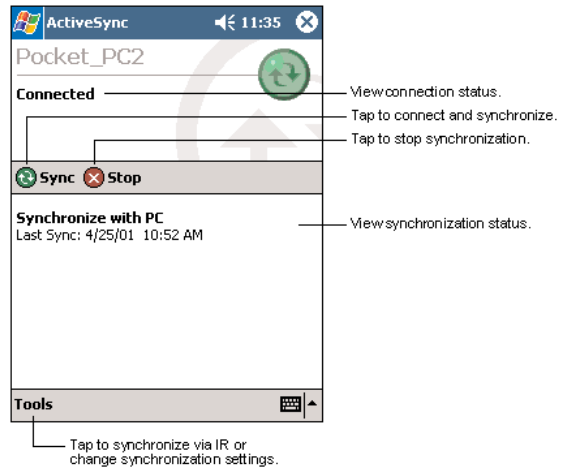 ActiveSync 11:35
Pocket_PC2
Connected
View connection status.
Tap to connect and synchronize.
Tap to stop synchronization.
Sync Stop
Synchronize with PC
Last Sync: 4/25/01 10:52 AM
View synchronization status.
Tools
Tap to synchronize via IR or
change synchronization settings.